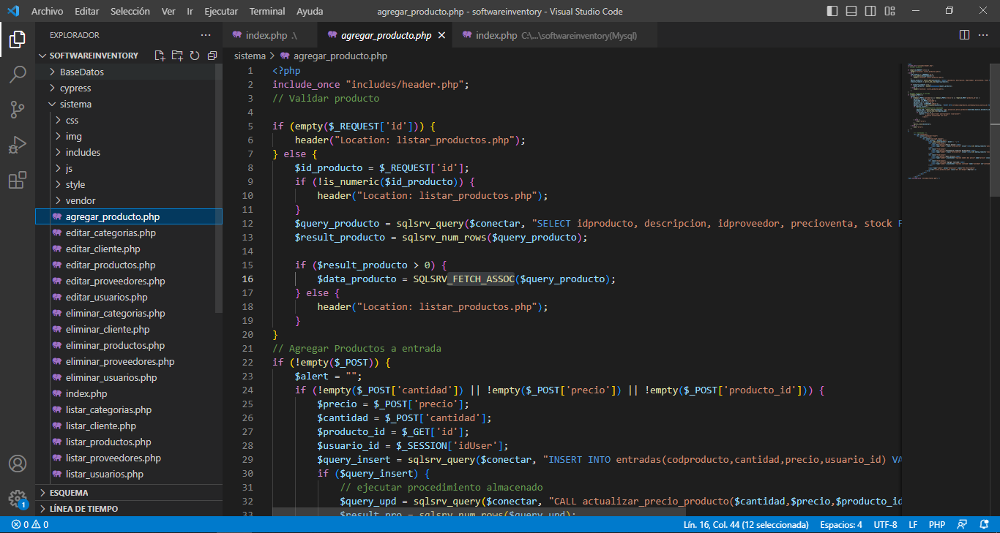 Archivo Editar Selección Ver Ir Ejecutar Terminal Ayuda
agregar_producto.php - softwareinventory - Visual Studio Code
EXPLORADOR
SOFTWAREINVENTORY
BaseDatos
cypress
sistema
css
img
includes
js
style
vendor
agregar_producto.php
editar_categorias.php
editar_cliente.php
editar_productos.php
editar_proveedores.php
editar_usuarios.php
eliminar_categorias.php
eliminar_cliente.php
eliminar_productos.php
eliminar_proveedores.php
eliminar_usuarios.php
index.php
listar_categorias.php
listar_cliente.php
listar_productos.php
listar_proveedores.php
listar_usuarios.php
ESQUEMA
LÍNEA DE TIEMPO
1
index.php .\
agregar_producto.php
index.php C:\...\softwareinventory(Mysql)
sistema > agregar_producto.php
1 <?php
2 include_once "includes/header.php";
3 // Validar producto
4
5 if (empty($_REQUEST['id'])) {
6 header("Location: listar_productos.php");
7 } else {
8 $id_producto = $_REQUEST['id'];
9 if (!is_numeric($id_producto)) {
10 header("Location: listar_productos.php");
11 }
12 $query_producto = sqlsrv_query($conectar, "SELECT idproducto, descripcion, idproveedor, precioventa, stock F
13 $result_producto = sqlsrv_num_rows($query_producto);
14
15 if ($result_producto > 0) {
16 $data_producto = SQLSRV_FETCH_ASSOC($query_producto);
17 } else {
18 header("Location: listar_productos.php");
19 }
20 }
21 // Agregar Productos a entrada
22 if (!empty($_POST)) {
23 $alert = "";
24 if (!empty($_POST['cantidad']) || !empty($_POST['precio']) || !empty($_POST['producto_id'])) {
25 $precio = $_POST['precio'];
26 $cantidad = $_POST['cantidad'];
27 $producto_id = $_GET['id'];
28 $usuario_id = $_SESSION['idUser'];
29 $query_insert = sqlsrv_query($conectar, "INSERT INTO entradas(codproducto,cantidad,precio,usuario_id) VA
30 if ($query_insert) {
31 // ejecutar procedimiento almacenado
32 $query_upd = sqlsrv_query($conectar, "CALL actualizar_precio_producto($cantidad,$precio,$producto_id
33 $result_pro = sqlsrv_num_rows($query_upd);
0 0
Lín. 16, Col. 44 (12 seleccionada) Espacios: 4 UTF-8 LF PHP